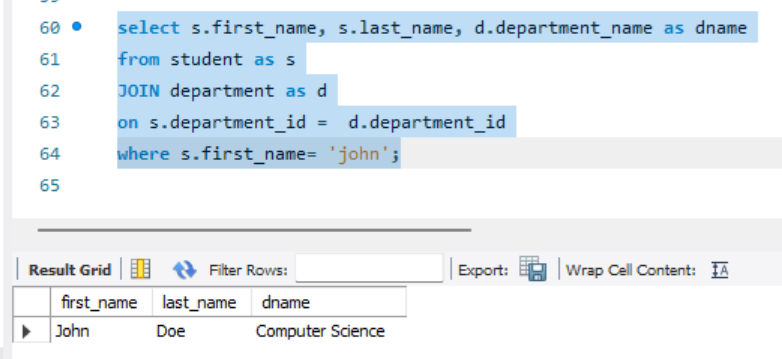 60 select s.first_name, s.last_name, d.department_name as dname
61 from student as s
62 JOIN department as d
63 on s.department_id =  d.department_id
64 where s.first_name= 'john';
65
Result Grid Filter Rows: Export: Wrap Cell Content: IA
first_name last_name dname
John Doe Computer Science